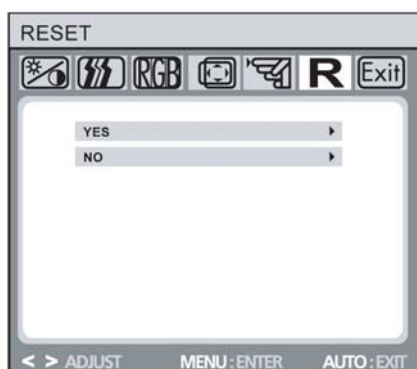 RESET
RGB R Exit
YES
NO
< > ADJUST MENU : ENTER AUTO : EXIT